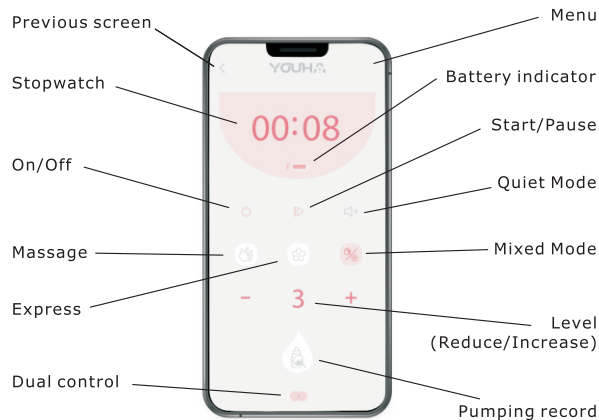 Previous screen
Menu
YOUHA
Stopwatch
Battery indicator
00:08
Start/Pause
On/Off
Quiet Mode
Massage
Mixed Mode
Express
- 3 +
Level
(Reduce/Increase)
Dual control
Pumping record